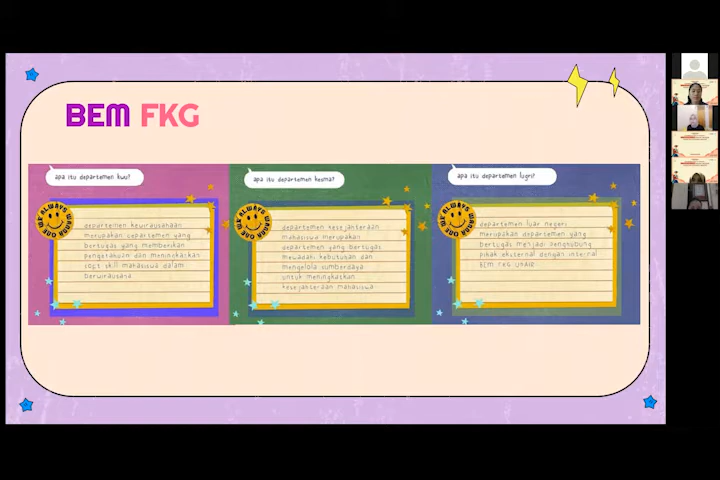 BEM FKG
apa itu departemen kwu?
departemen kewirausahaan
merupakan departemen yang
bertugas yang memberikan
pengetahuan dan meningkatkan
soft skill mahasiswa dalam
berwirausaha
apa itu departemen kesma?
departemen kesejahteraan
mahasiswa merupakan
departemen yang bertugas
mewadahi kebutuhan dan
mengelola sumberdaya
untuk meningkatkan
kesejahteraan mahasiswa
apa itu departemen lugri?
departemen luar negeri
merupakan departemen yang
bertugas menjadi penghubung
pihak eksternal dengan internal
BEM FKG UNAIR